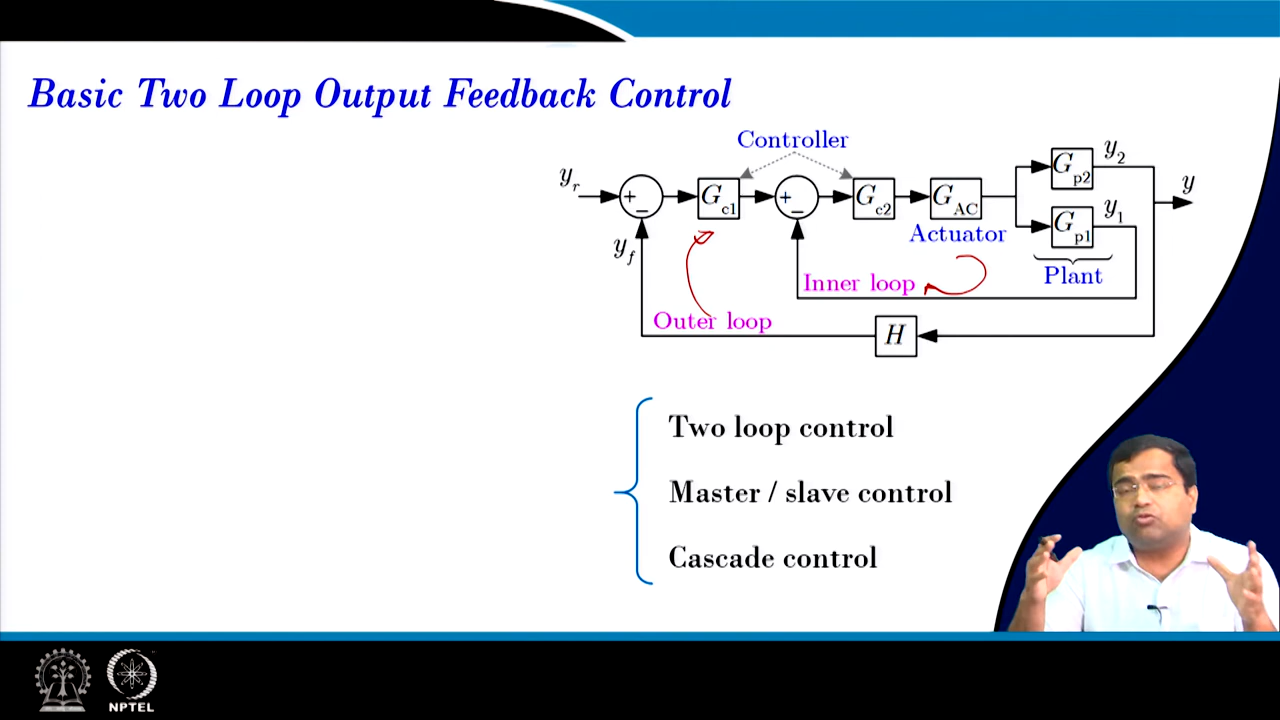 Basic Two Loop Output Feedback Control
Controller
y_r
+
−
G_c1
+
−
G_c2
G_AC
G_p2
y_2
y
G_p1
y_1
y_f
Actuator
Plant
Inner loop
Outer loop
H
Two loop control
Master / slave control
Cascade control
NPTEL